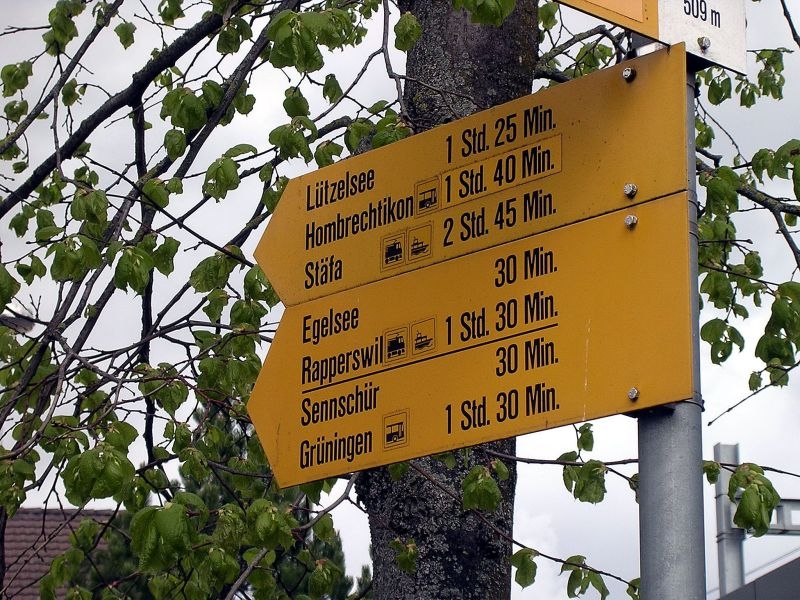 509 m
Lützelsee 1 Std. 25 Min.
Hombrechtikon 1 Std. 40 Min.
Stäfa 2 Std. 45 Min.
Egelsee 30 Min.
Rapperswil 1 Std. 30 Min.
Sennschür 30 Min.
Grüningen 1 Std. 30 Min.